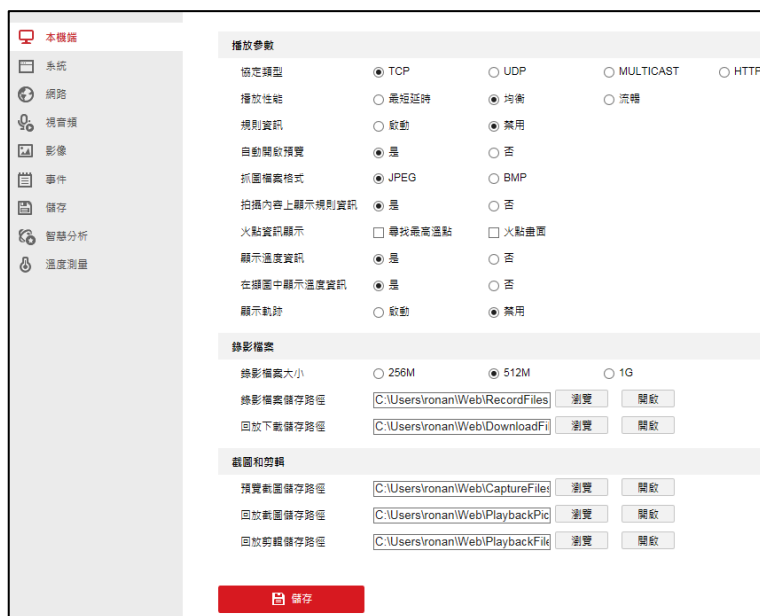 本機端
系統
網路
視音頻
影像
事件
儲存
智慧分析
溫度測量
播放參數
協定類型 TCP UDP MULTICAST HTTP
播放性能 最短延時 均衡 流暢
規則資訊 啟動 禁用
自動開啟預覽 是 否
抓圖檔案格式 JPEG BMP
拍攝內容上顯示規則資訊 是 否
火點資訊顯示 尋找最高溫點 火點畫面
顯示溫度資訊 是 否
在擷圖中顯示溫度資訊 是 否
顯示軌跡 啟動 禁用
錄影檔案
錄影檔案大小 256M 512M 1G
錄影檔案儲存路徑 C:\Users\ronan\Web\RecordFiles 瀏覽 開啟
回放下載儲存路徑 C:\Users\ronan\Web\DownloadFil 瀏覽 開啟
截圖和剪輯
預覽截圖儲存路徑 C:\Users\ronan\Web\CaptureFiles 瀏覽 開啟
回放截圖儲存路徑 C:\Users\ronan\Web\PlaybackPic 瀏覽 開啟
回放剪輯儲存路徑 C:\Users\ronan\Web\PlaybackFile 瀏覽 開啟
儲存